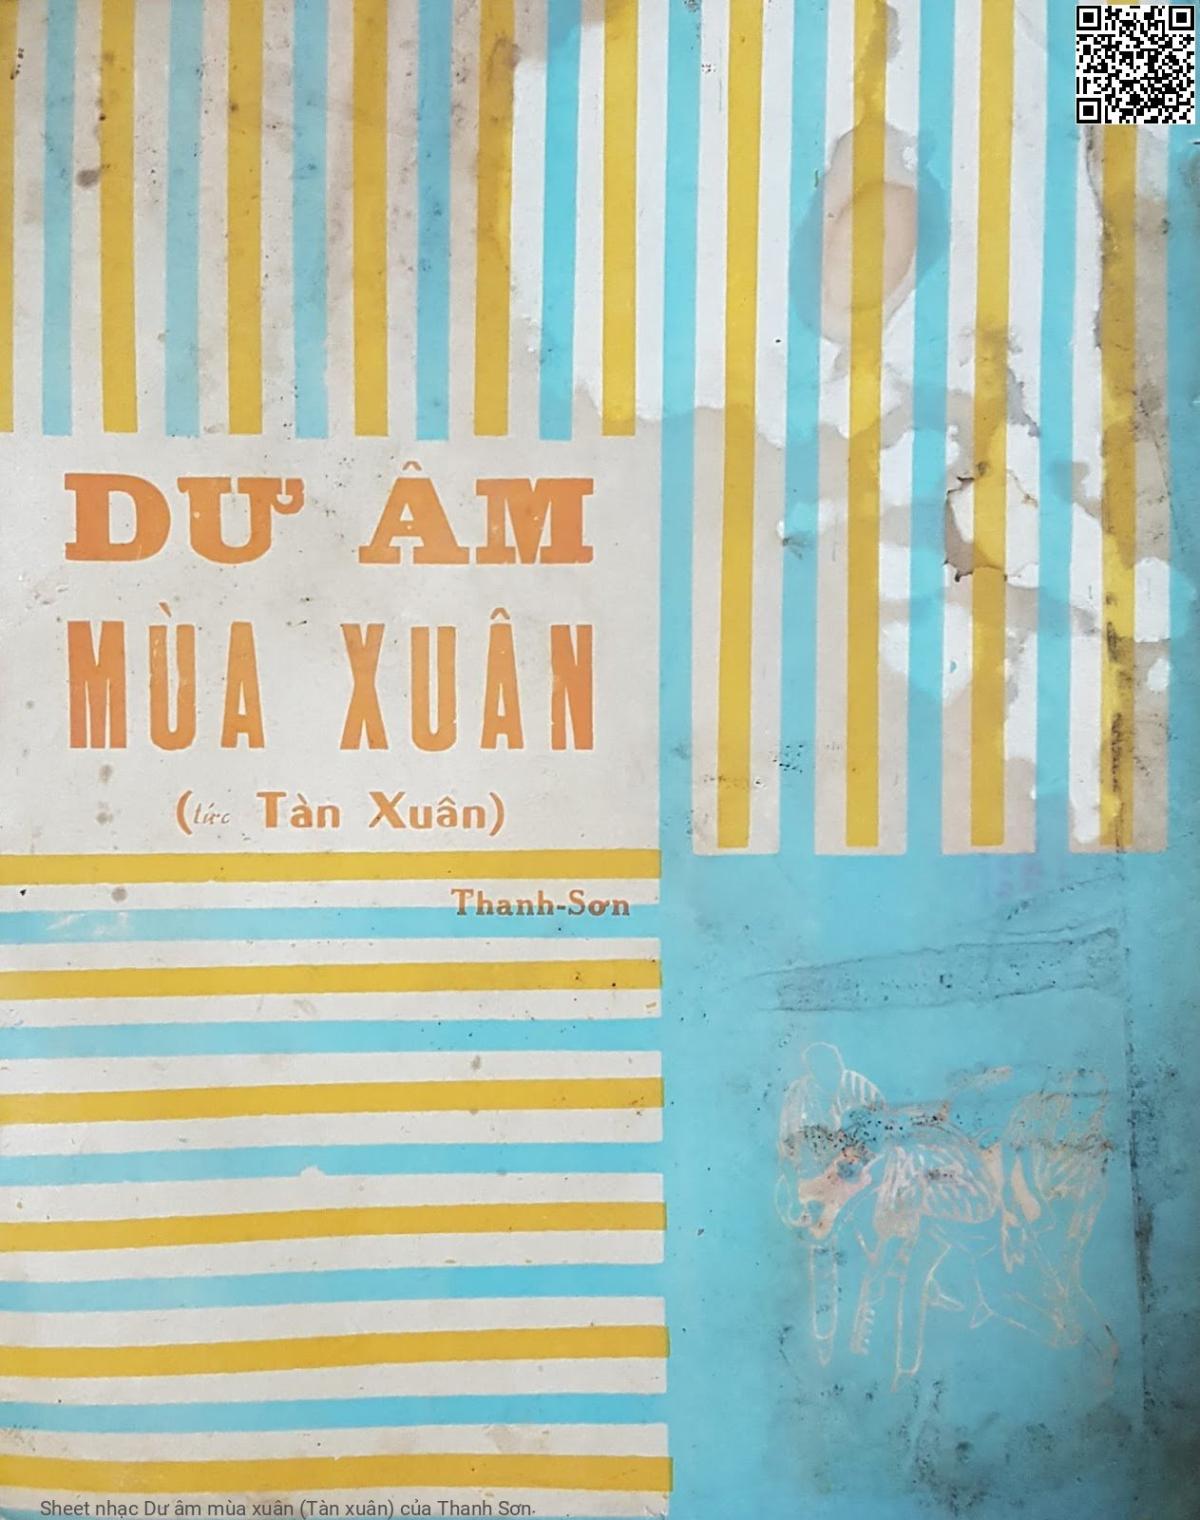 DƯ ÂM
MÙA XUÂN
(tức Tàn Xuân)
Thanh-Sơn
Sheet nhạc Dư âm mùa xuân (Tàn xuân) của Thanh Sơn.